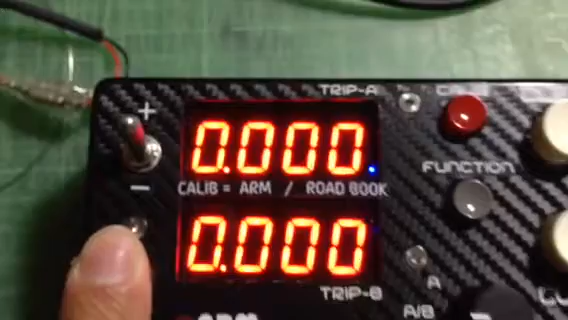 TRIP-A
+
0.000
CALIB = ARM / ROAD BOOK
FUNCTION
−
0.000
TRIP-B
A
A/B